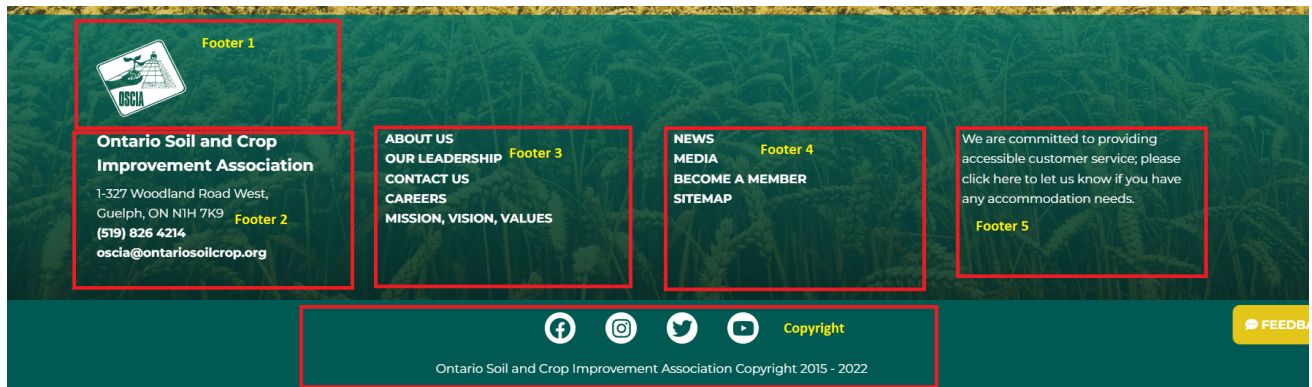 Footer 1
OSCIA
Ontario Soil and Crop
Improvement Association
1-327 Woodland Road West,
Guelph, ON N1H 7K9
Footer 2
(519) 826 4214
oscia@ontariosoilcrop.org
ABOUT US
OUR LEADERSHIP
Footer 3
CONTACT US
CAREERS
MISSION, VISION, VALUES
NEWS
MEDIA
Footer 4
BECOME A MEMBER
SITEMAP
We are committed to providing
accessible customer service; please
click here to let us know if you have
any accommodation needs.
Footer 5
Copyright
FEEDBA
Ontario Soil and Crop Improvement Association Copyright 2015 - 2022